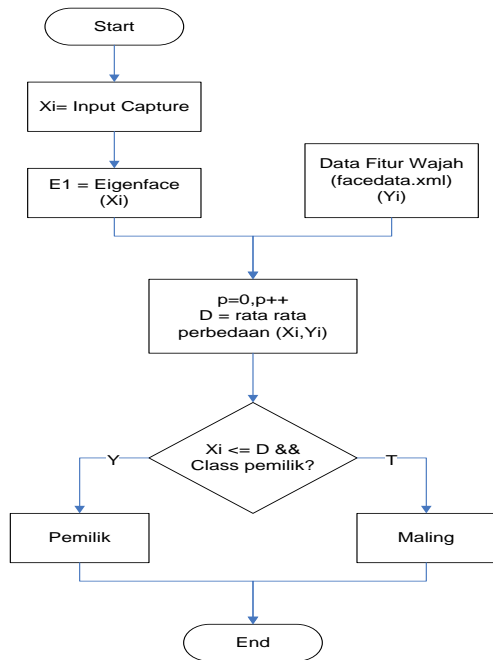 Start
Xi= Input Capture
E1 = Eigenface
(Xi)
Data Fitur Wajah
(facedata.xml)
(Yi)
p=0,p++
D = rata rata
perbedaan (Xi,Yi)
Xi <= D &&
Class pemilik?
Y
T
Pemilik
Maling
End